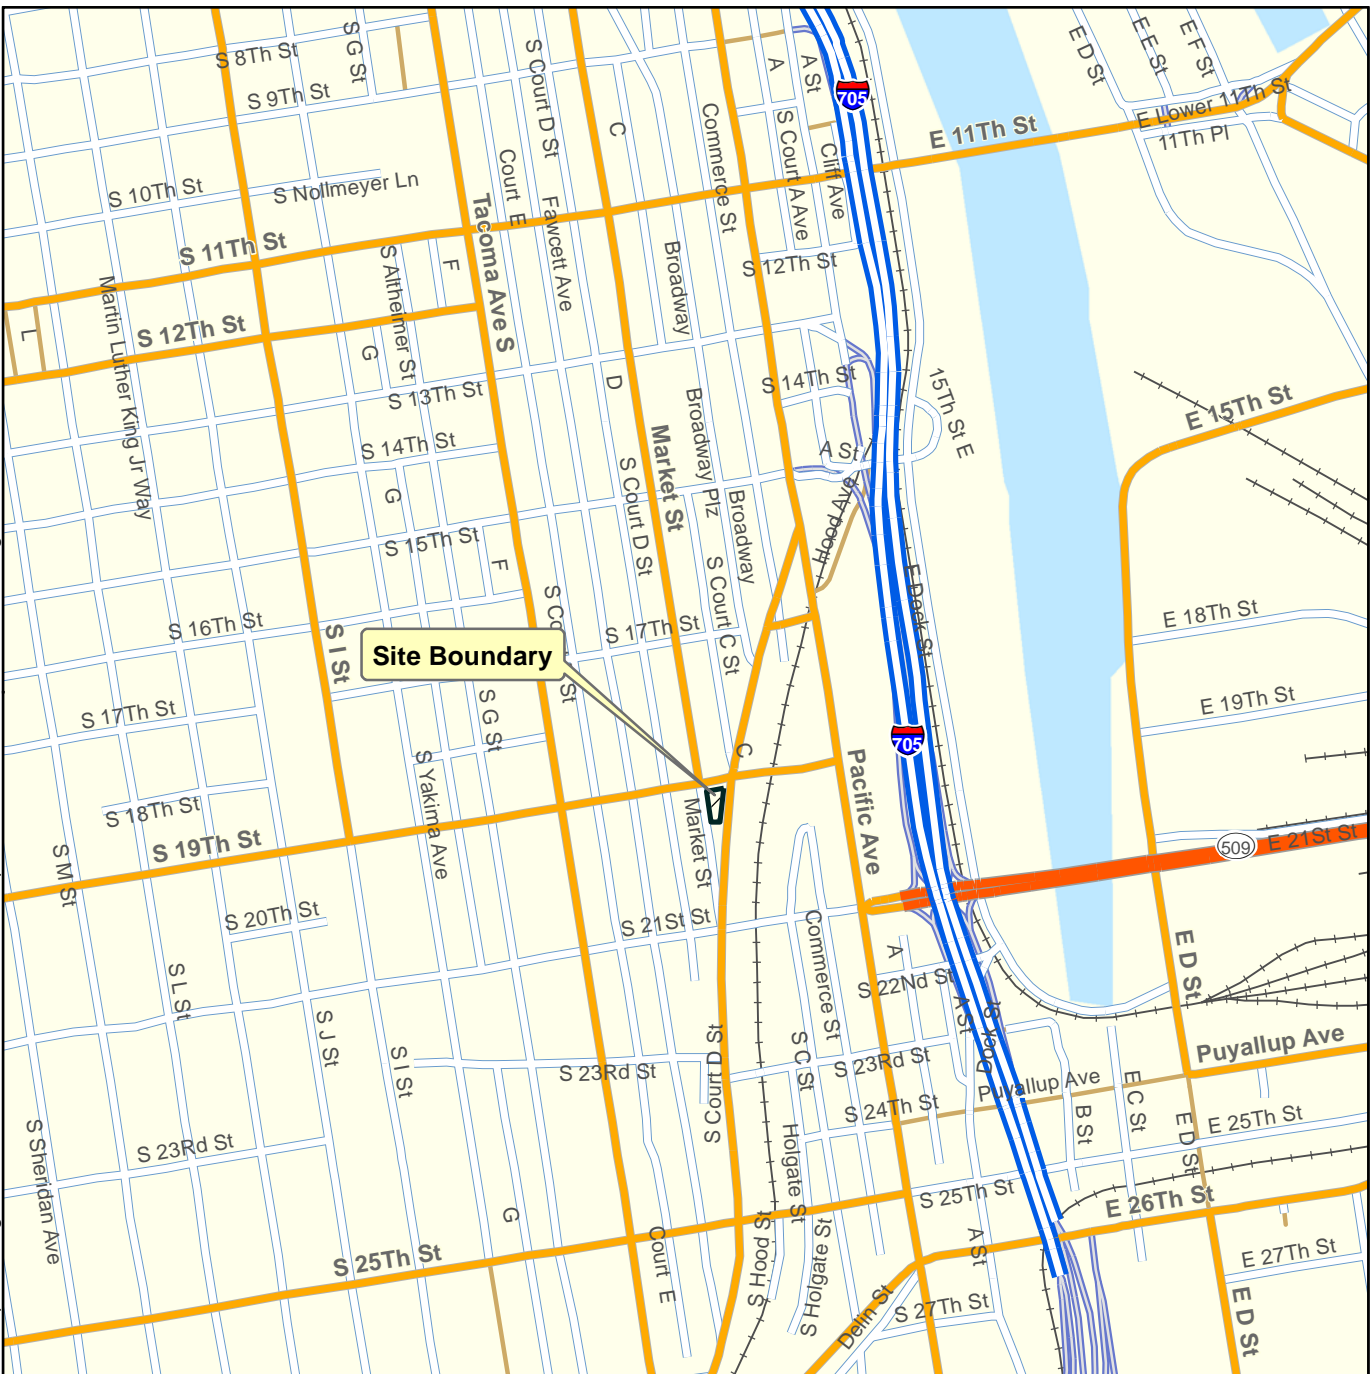 S 8Th St
S G St
S 9Th St
S Court D St
C
A
A St
705
E D St
E E St
E F St
E Lower 11Th St
11Th Pl
E 11Th St
Commerce St
S Court A Ave
Cliff Ave
S 10Th St
S Nollmeyer Ln
Court E
Fawcett Ave
Tacoma Ave S
S 11Th St
S Altheimer St
F
Broadway
S 12Th St
L
Martin Luther King Jr Way
S 12Th St
G
S 13Th St
D
S 14Th St
15Th St E
E 15Th St
S 14Th St
Market St
Broadway Plz
A St
G
S Court D St
Broadway
Hood Ave
S 15Th St
F
S Court C St
E Dock St
S 16Th St
S I St
S 17Th St
E 18Th St
Site Boundary
S 17Th St
S G St
E 19Th St
C
705
Pacific Ave
S Yakima Ave
S 18Th St
Market St
S 19Th St
509
E 21St St
S M St
S 20Th St
S 21St St
Commerce St
A
S 22Nd St
E D St
S L St
S J St
S I St
S Court D St
S C St
A St
Dock St
S 23Rd St
S 23Rd St
Puyallup Ave
Puyallup Ave
S 24Th St
B St
E C St
E D St
E 25Th St
S Sheridan Ave
S 23Rd St
Holgate St
S 25Th St
E 26Th St
G
Court E
S Hood St
S Holgate St
A St
E 27Th St
S 25Th St
Delin St
S 27Th St
E D St